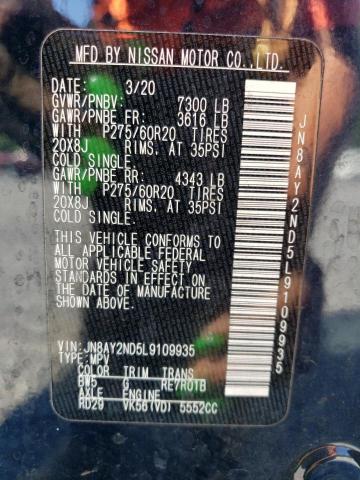 MFD BY NISSAN MOTOR CO.,LTD.
DATE: 3/20
GVWR/PNBV: 7300 LB
GAWR/PNBE FR: 3616 LB
WITH P275/60R20 TIRES
20X8J RIMS, AT 35PSI
COLD SINGLE.
GAWR/PNBE RR: 4343 LB
WITH P275/60R20 TIRES
20X8J RIMS, AT 35PSI
COLD SINGLE.
THIS VEHICLE CONFORMS TO
ALL APPLICABLE FEDERAL
MOTOR VEHICLE SAFETY
STANDARDS IN EFFECT ON
THE DATE OF MANUFACTURE
SHOWN ABOVE.
VIN:JN8AY2ND5L9109935
TYPE:MPV
COLOR TRIM TRANS
BW5 G RE7R01B
AXLE ENGINE
RD29 VK56(VD) 5552CC
JN8AY2ND5L9109935